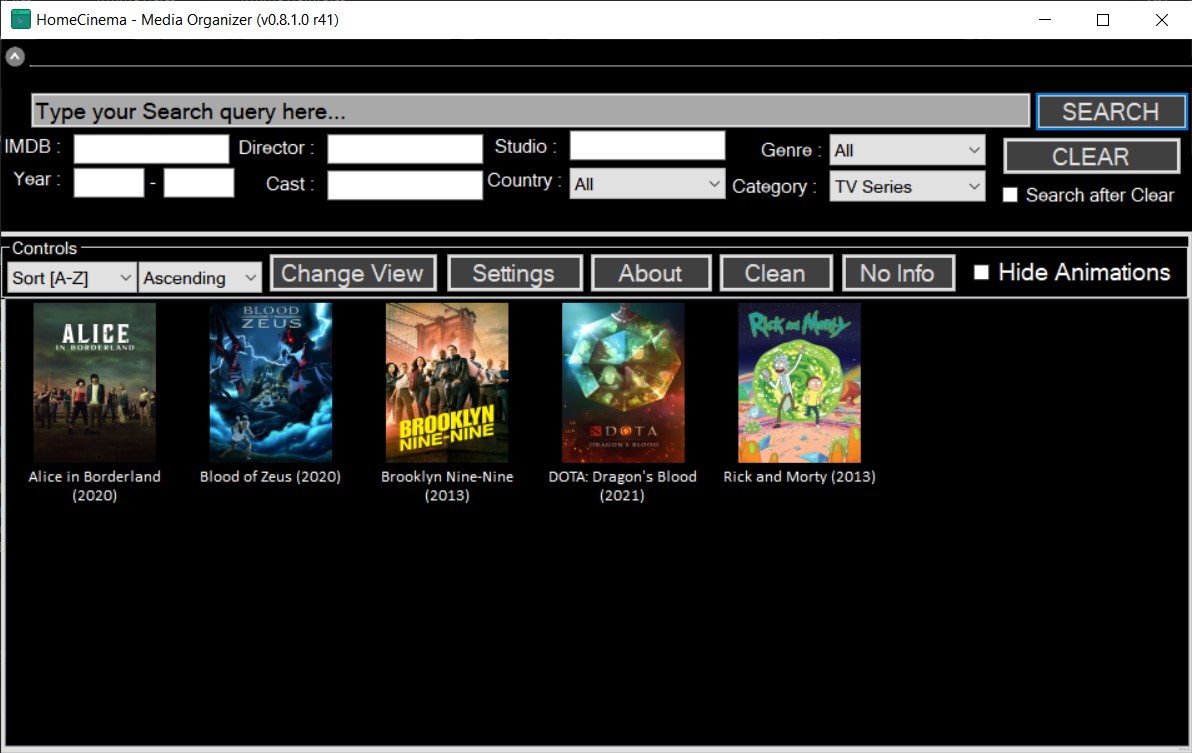 HomeCinema - Media Organizer (v0.8.1.0 r41)
Type your Search query here...
SEARCH
IMDB :
Director :
Studio :
Genre : All
CLEAR
Year : -
Cast :
Country : All
Category : TV Series
Search after Clear
Controls
Sort [A-Z]
Ascending
Change View
Settings
About
Clean
No Info
Hide Animations
ALICE
IN BORDERLAND
BLOOD
ZEUS
BROOKLYN
NINE-NINE
DOTA
DRAGON'S BLOOD
Rick and Morty
Alice in Borderland
(2020)
Blood of Zeus (2020)
Brooklyn Nine-Nine
(2013)
DOTA: Dragon's Blood
(2021)
Rick and Morty (2013)